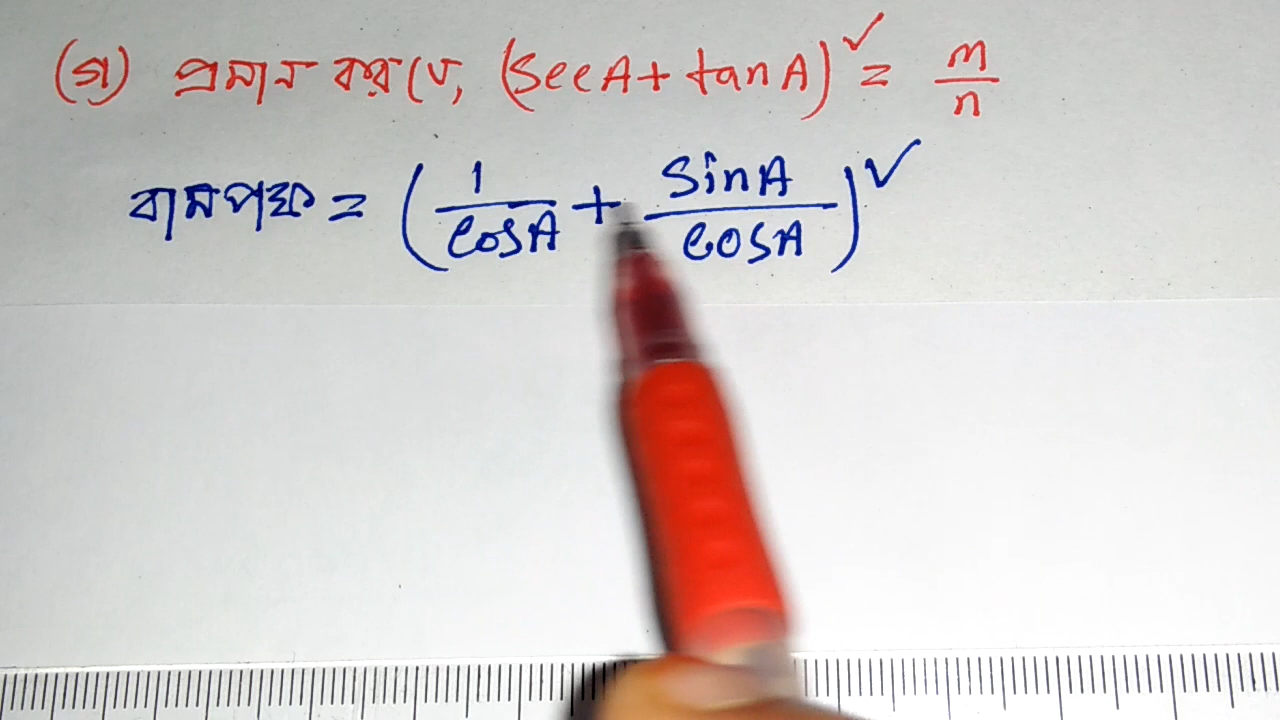 (গ) প্রমান কর যে, (secA + tanA)² = m/n
বামপক্ষ = (1/cosA + sinA/cosA)²